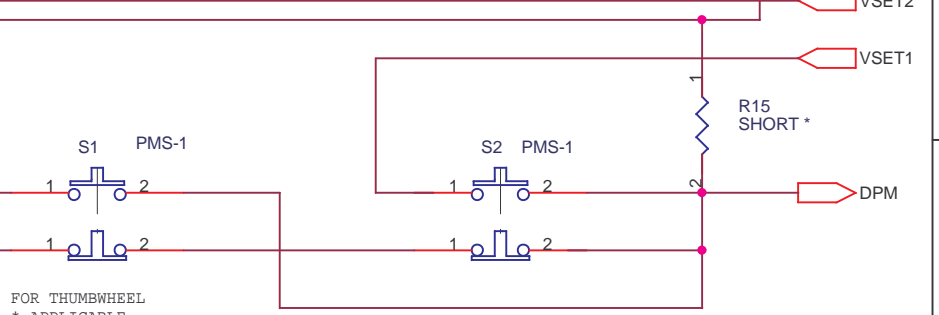 VSET2
VSET1
1
R15
SHORT *
S1 PMS-1
S2 PMS-1
1 2
1 2
2
DPM
1 2
1 2
FOR THUMBWHEEL
* APPLICABLE